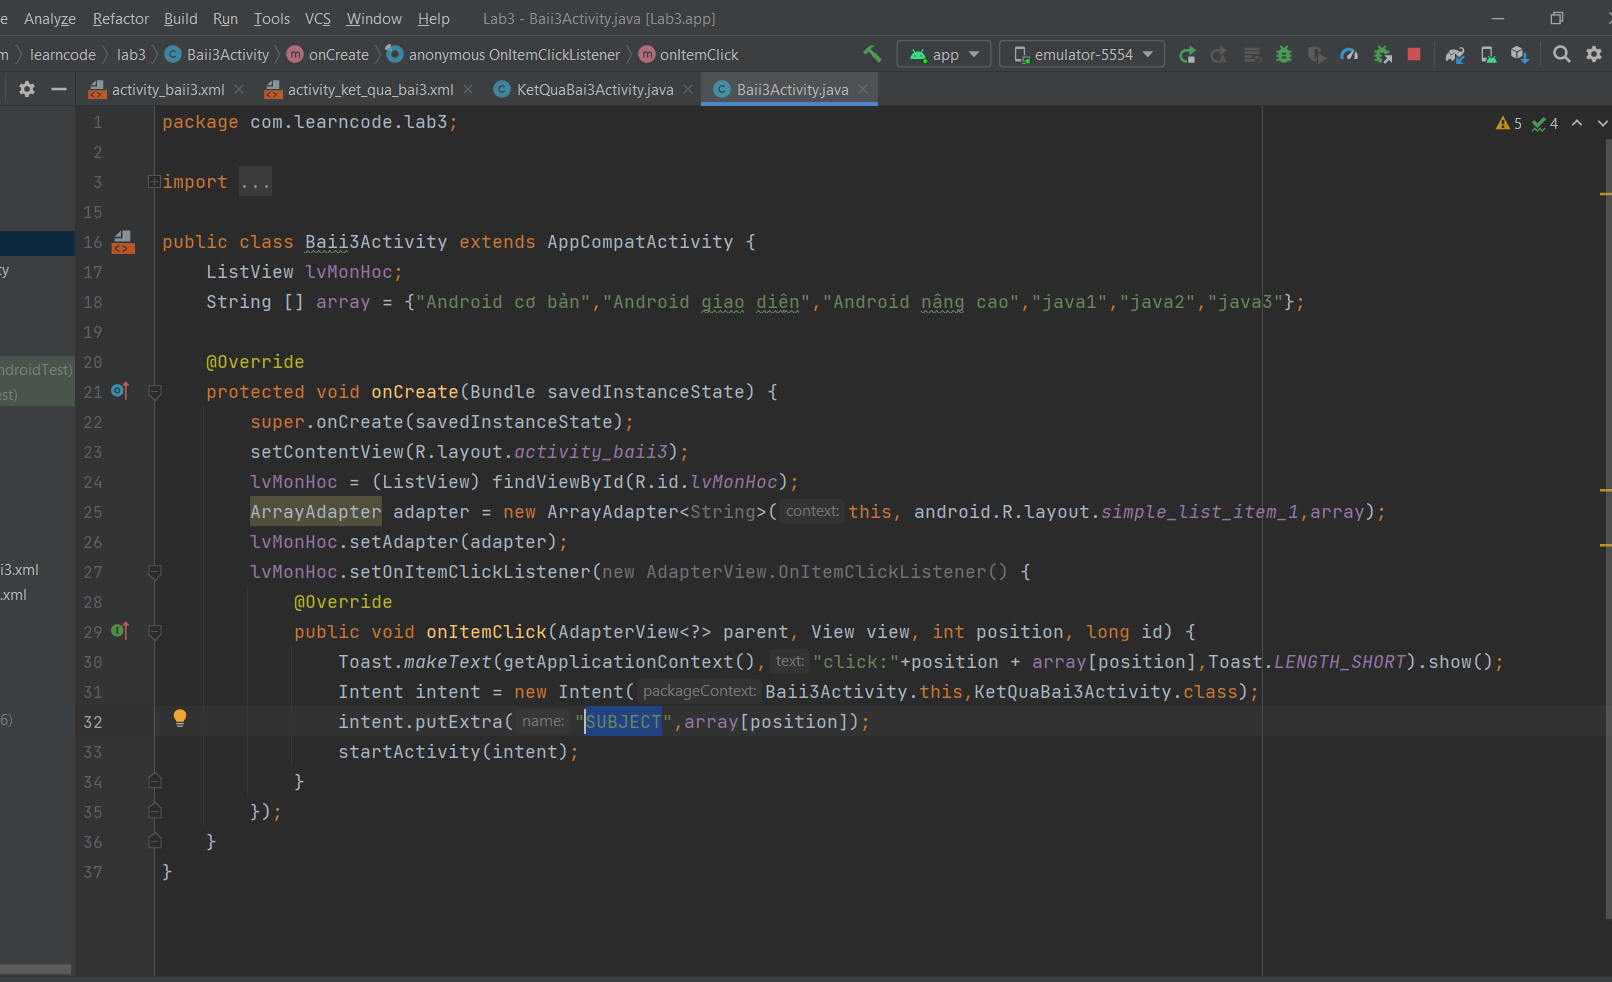 e Analyze Refactor Build Run Tools VCS Window Help Lab3 - Baii3Activity.java [Lab3.app]
m learncode lab3 C Baii3Activity m onCreate anonymous OnItemClickListener m onItemClick app emulator-5554
activity_baii3.xml activity_ket_qua_bai3.xml C KetQuaBai3Activity.java C Baii3Activity.java
1 package com.learncode.lab3;
5 4
2
3 import ...
15
16 public class Baii3Activity extends AppCompatActivity {
ty
17 ListView lvMonHoc;
18 String [] array = {"Android cơ bản","Android giao diện","Android nâng cao","java1","java2","java3"};
19
20 @Override
ndroidTest)
21 protected void onCreate(Bundle savedInstanceState) {
est)
22 super.onCreate(savedInstanceState);
23 setContentView(R.layout.activity_baii3);
24 lvMonHoc = (ListView) findViewById(R.id.lvMonHoc);
25 ArrayAdapter adapter = new ArrayAdapter<String>( context: this, android.R.layout.simple_list_item_1,array);
26 lvMonHoc.setAdapter(adapter);
i3.xml
27 lvMonHoc.setOnItemClickListener(new AdapterView.OnItemClickListener() {
.xml
28 @Override
29 public void onItemClick(AdapterView<?> parent, View view, int position, long id) {
30 Toast.makeText(getApplicationContext(), text: "click:"+position + array[position],Toast.LENGTH_SHORT).show();
31 Intent intent = new Intent( packageContext: Baii3Activity.this,KetQuaBai3Activity.class);
6)
32 intent.putExtra( name: "SUBJECT",array[position]);
33 startActivity(intent);
34 }
35 });
36 }
37 }